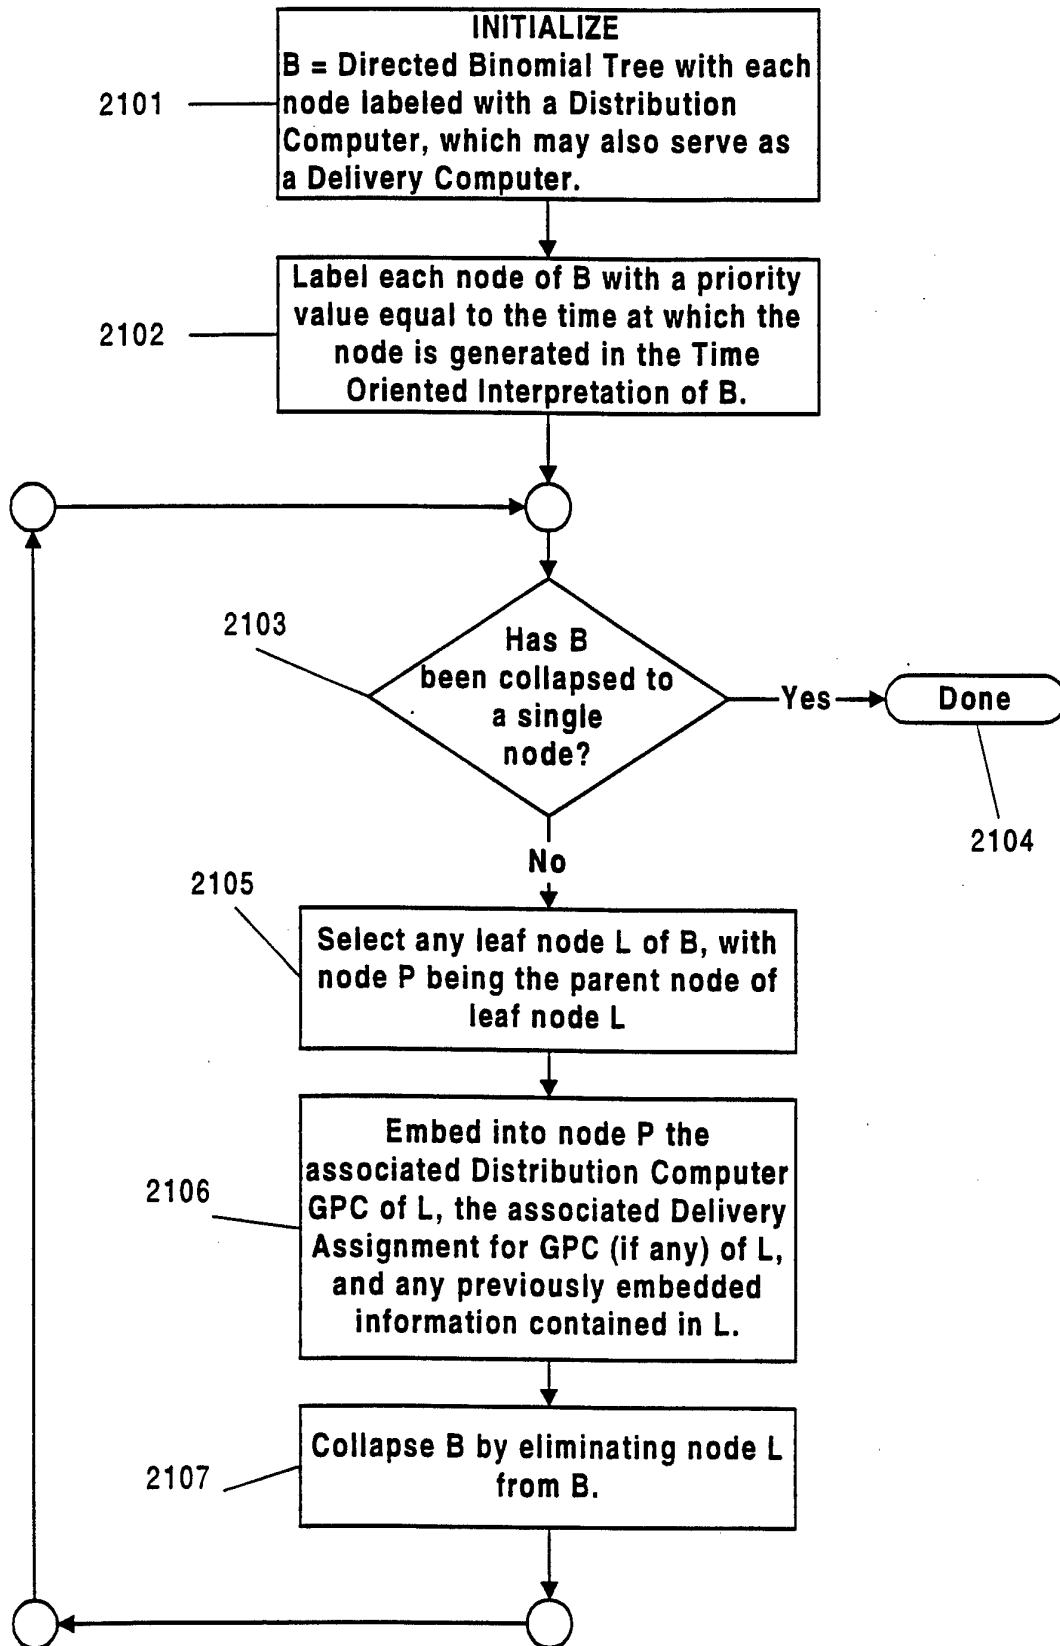 INITIALIZE
B = Directed Binomial Tree with each
node labeled with a Distribution
Computer, which may also serve as
a Delivery Computer.
2101
Label each node of B with a priority
value equal to the time at which the
node is generated in the Time
Oriented Interpretation of B.
2102
2103
Has B
been collapsed to
a single
node?
Yes
Done
2104
No
2105
Select any leaf node L of B, with
node P being the parent node of
leaf node L
Embed into node P the
associated Distribution Computer
GPC of L, the associated Delivery
Assignment for GPC (if any) of L,
and any previously embedded
information contained in L.
2106
Collapse B by eliminating node L
from B.
2107